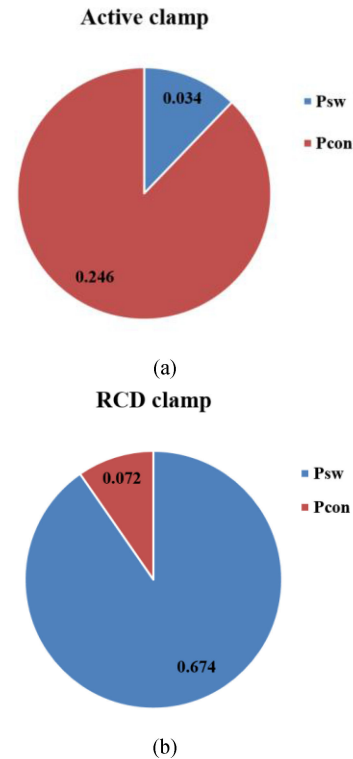 Active clamp
0.034
Psw
Pcon
0.246
(a)
RCD clamp
0.072
Psw
Pcon
0.674
(b)